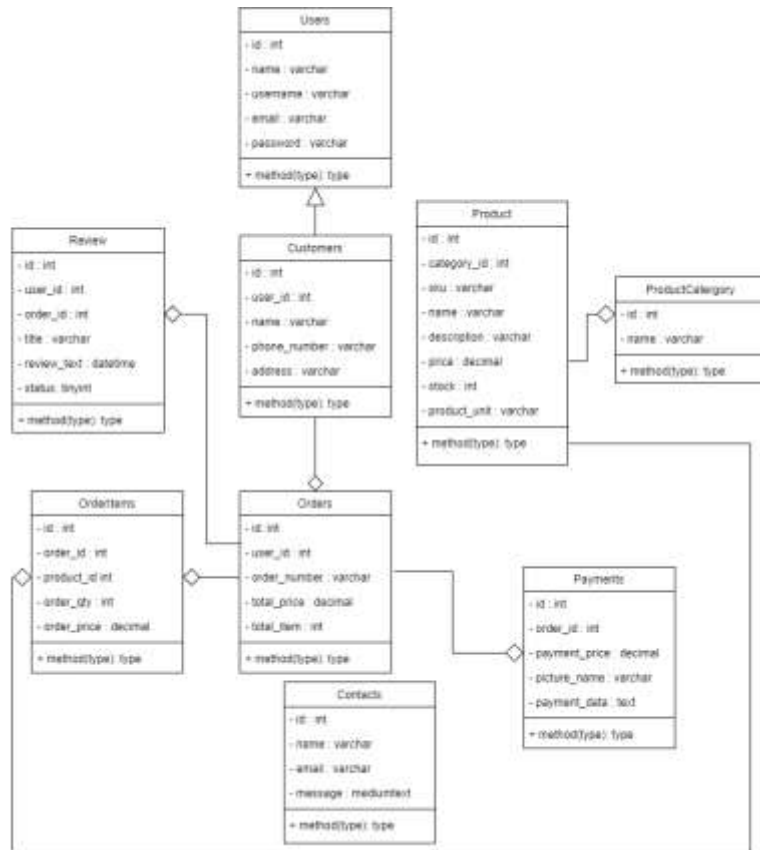 Users
- id : int
- name : varchar
- username : varchar
- email : varchar
- password : varchar
+ method(type): type
Product
- id : int
- category_id : int
- sku : varchar
- name : varchar
- description : varchar
- price : decimal
- stock : int
- product_unit : varchar
+ method(type): type
Review
- id : int
- user_id : int
- order_id : int
- title : varchar
- review_text : datetime
- status: tinyint
+ method(type): type
Customers
- id : int
- user_id : int
- name : varchar
- phone_number : varchar
- address : varchar
+ method(type): type
ProductCatergory
- id : int
- name : varchar
+ method(type): type
OrderItems
- id : int
- order_id : int
- product_id int
- order_qty : int
- order_price : decimal
+ method(type): type
Orders
- id: int
- user_id : int
- order_number : varchar
- total_price : decimal
- total_item : int
+ method(type): type
Payments
- id : int
- order_id : int
- payment_price : decimal
- picture_name : varchar
- payment_data : text
+ method(type): type
Contacts
- id : int
- name : varchar
- email : varchar
- message : mediumtext
+ method(type): type